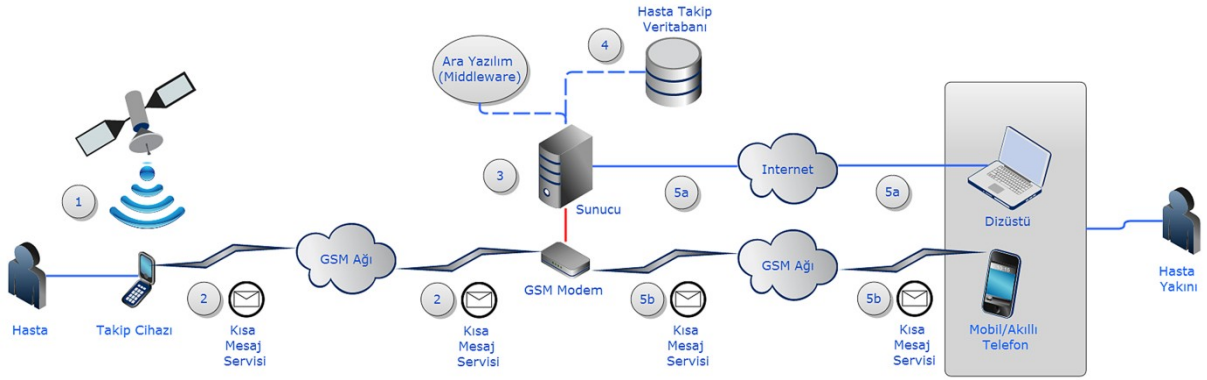 Hasta Takip
Veritabanı
4
Ara Yazılım
(Middleware)
1
3
Sunucu
5a
Internet
5a
Dizüstü
Hasta
Takip Cihazı
2
Kısa
Mesaj
Servisi
GSM Ağı
2
Kısa
Mesaj
Servisi
GSM Modem
5b
Kısa
Mesaj
Servisi
GSM Ağı
5b
Kısa
Mesaj
Servisi
Mobil/Akıllı
Telefon
Hasta
Yakını